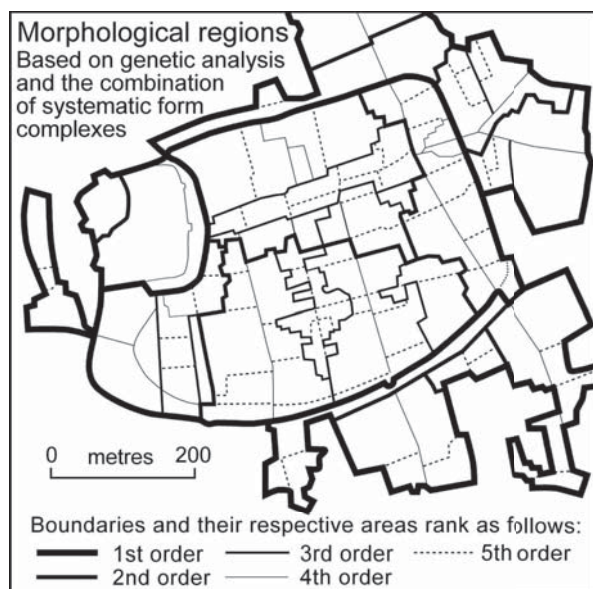 Morphological regions
Based on genetic analysis
and the combination
of systematic form
complexes
0 metres 200
Boundaries and their respective areas rank as follows:
1st order 3rd order 5th order
2nd order 4th order